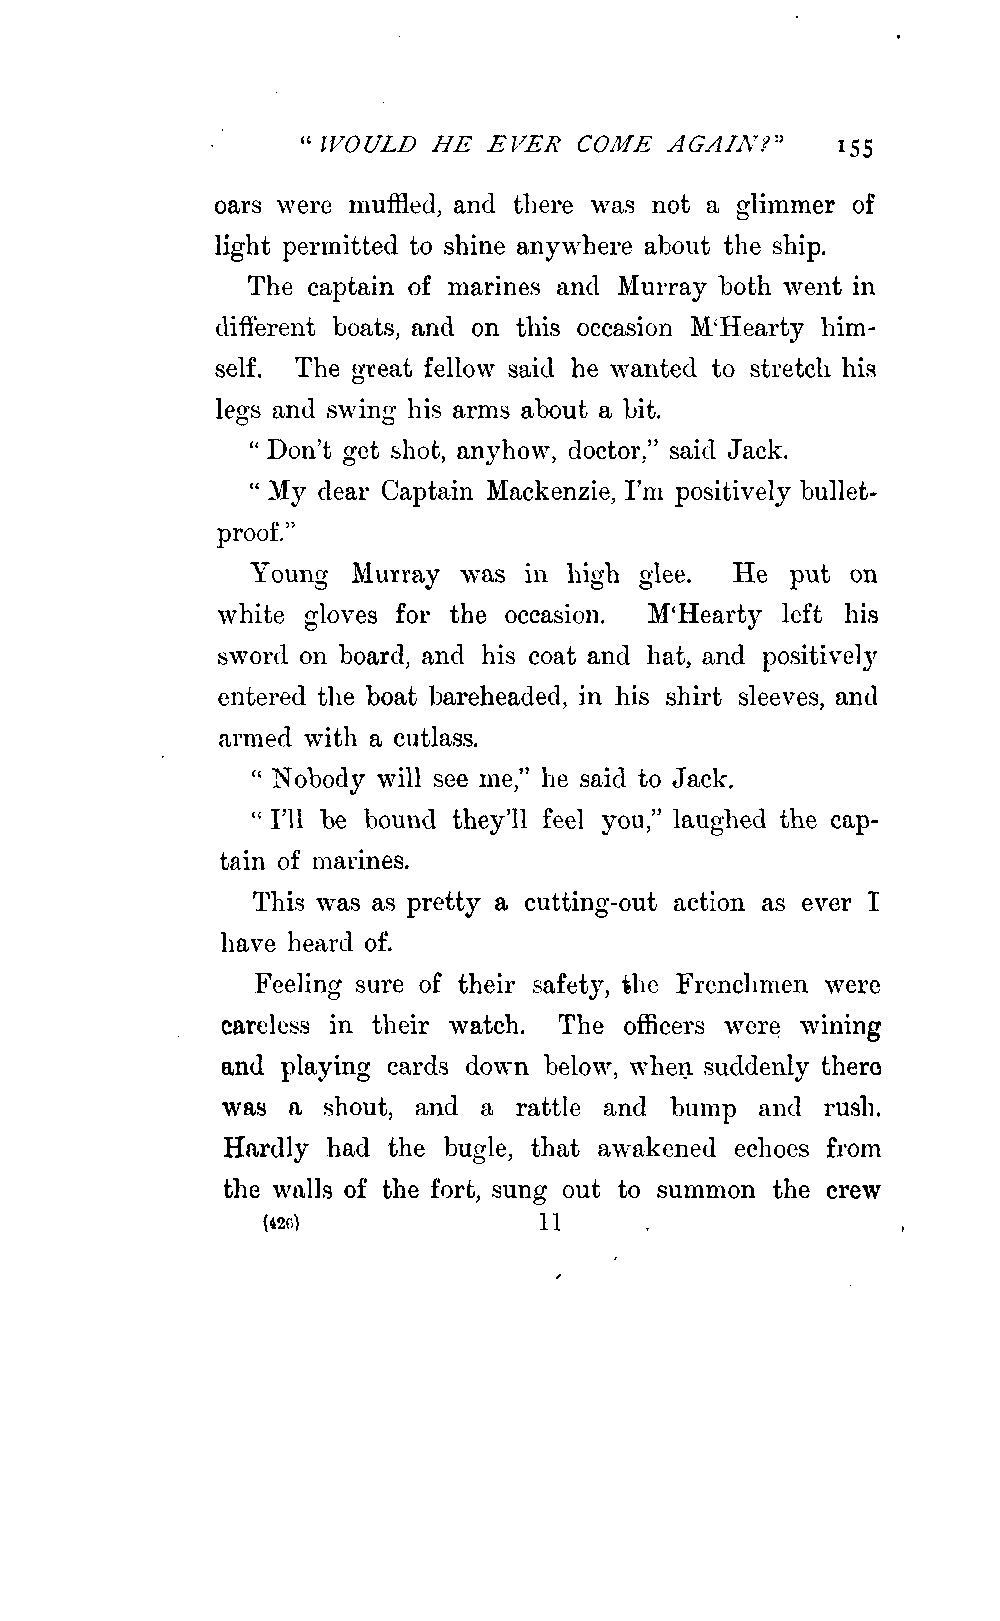 “ WOULD HE EVER COME AGAIN?” 155
oars were muffled, and there was not a glimmer of
light permitted to shine anywhere about the ship.
The captain of marines and Murray both went in
different boats, and on this occasion M‘Hearty him-
self. The great fellow said he wanted to stretch his
legs and swing his arms about a bit.
“ Don’t get shot, anyhow, doctor,” said Jack.
“ My dear Captain Mackenzie, I’m positively bullet-
proof.”
Young Murray was in high glee. He put on
white gloves for the occasion. M‘Hearty left his
sword on board, and his coat and hat, and positively
entered the boat bareheaded, in his shirt sleeves, and
armed with a cutlass.
“ Nobody will see me,” he said to Jack.
“ I’ll be bound they’ll feel you,” laughed the cap-
tain of marines.
This was as pretty a cutting-out action as ever I
have heard of.
Feeling sure of their safety, the Frenchmen were
careless in their watch. The officers were wining
and playing cards down below, when suddenly there
was a shout, and a rattle and bump and rush.
Hardly had the bugle, that awakened echoes from
the walls of the fort, sung out to summon the crew
(426) 11